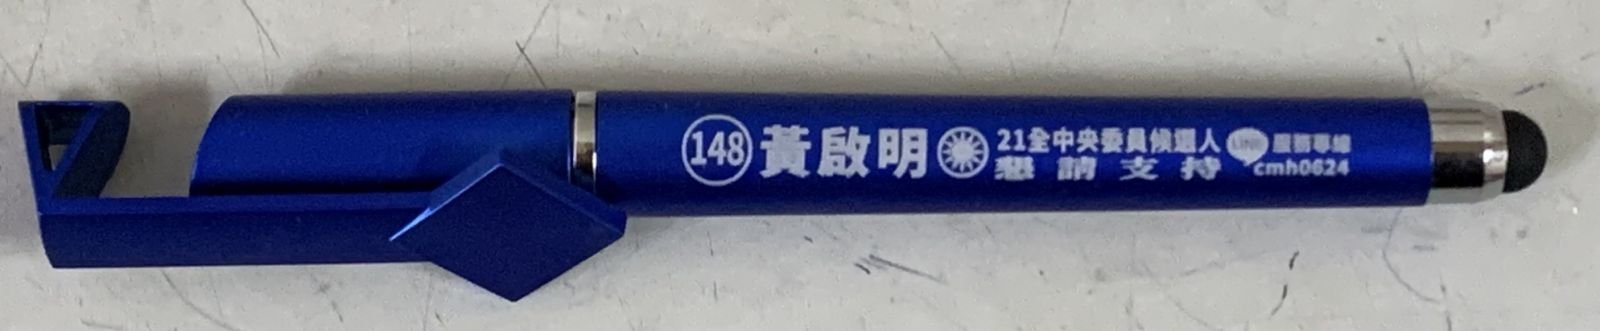 148 黃啟明 21全中央委員候選人 LINE 服務專線
懇請支持 cmh0624